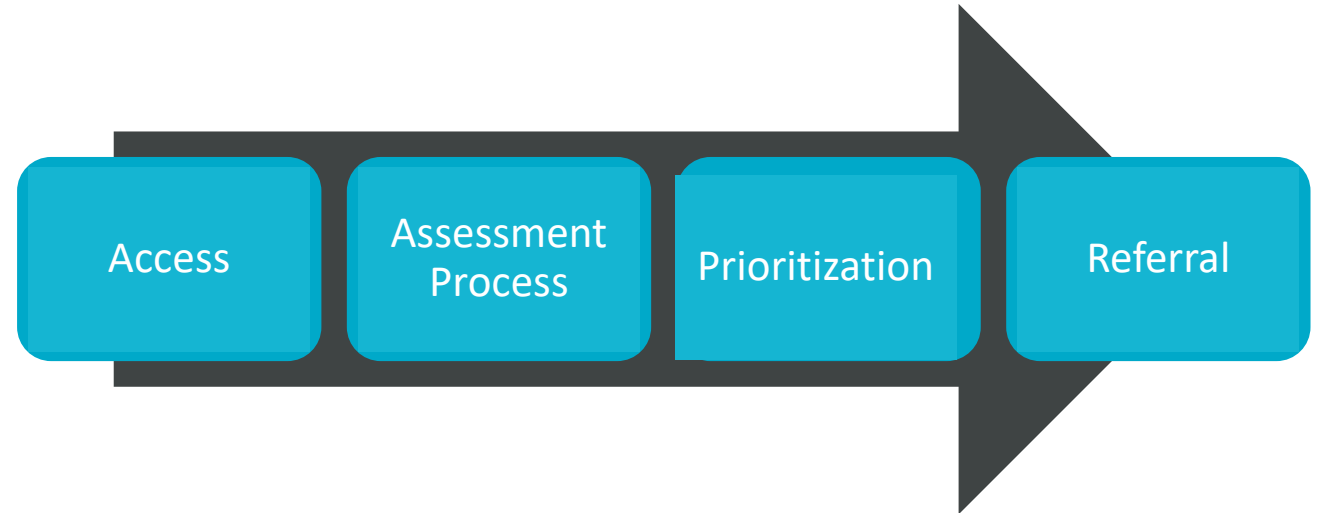 Access
Assessment
Process
Prioritization
Referral